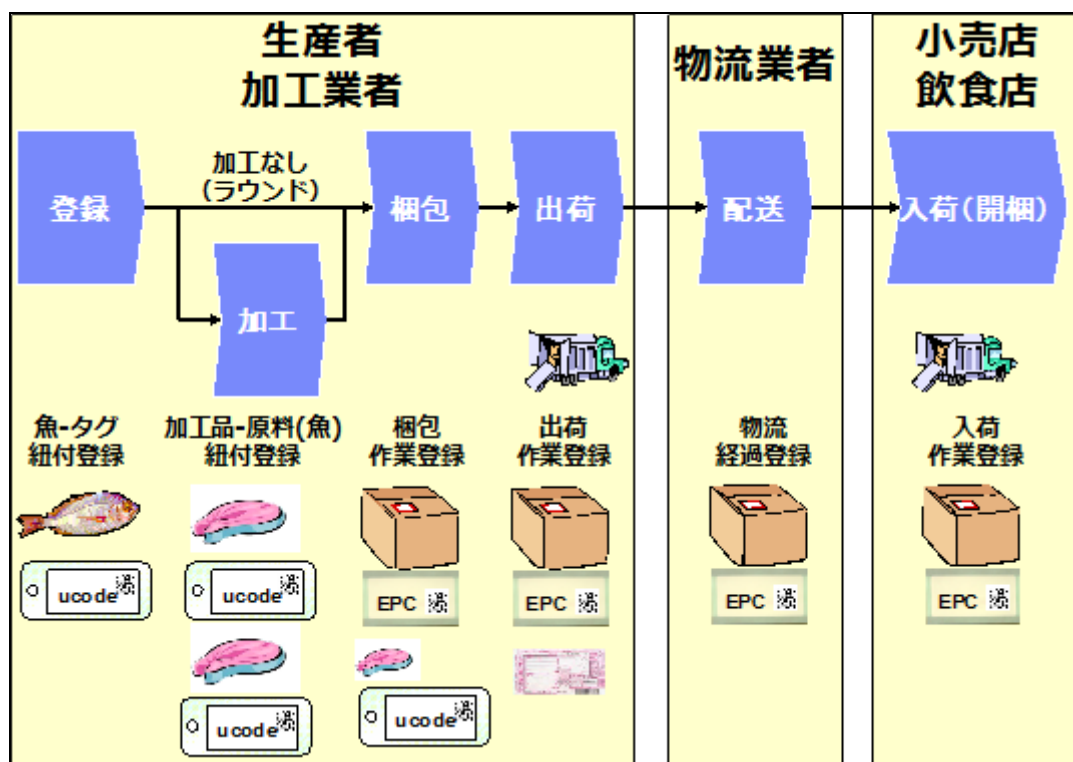 生産者
加工業者
物流業者
小売店
飲食店
登録
加工なし
(ラウンド)
加工
梱包
出荷
配送
入荷(開梱)
魚-タグ
紐付登録
加工品-原料(魚)
紐付登録
梱包
作業登録
出荷
作業登録
物流
経過登録
入荷
作業登録
ucode
ucode
EPC
EPC
EPC
EPC
ucode
ucode